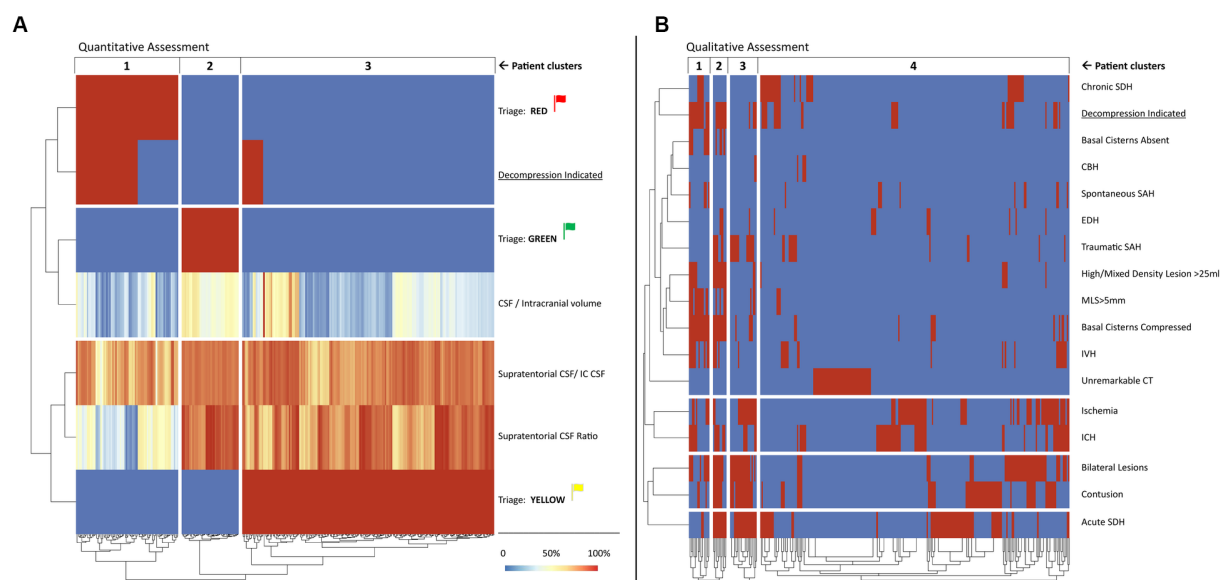 A
Quantitative Assessment
1 2 3 ← Patient clusters
Triage: RED
Decompression Indicated
Triage: GREEN
CSF / Intracranial volume
Supratentorial CSF/ IC CSF
Supratentorial CSF Ratio
Triage: YELLOW
0 50% 100%
B
Qualitative Assessment
1 2 3 4 ← Patient clusters
Chronic SDH
Decompression Indicated
Basal Cisterns Absent
CBH
Spontaneous SAH
EDH
Traumatic SAH
High/Mixed Density Lesion >25ml
MLS>5mm
Basal Cisterns Compressed
IVH
Unremarkable CT
Ischemia
ICH
Bilateral Lesions
Contusion
Acute SDH